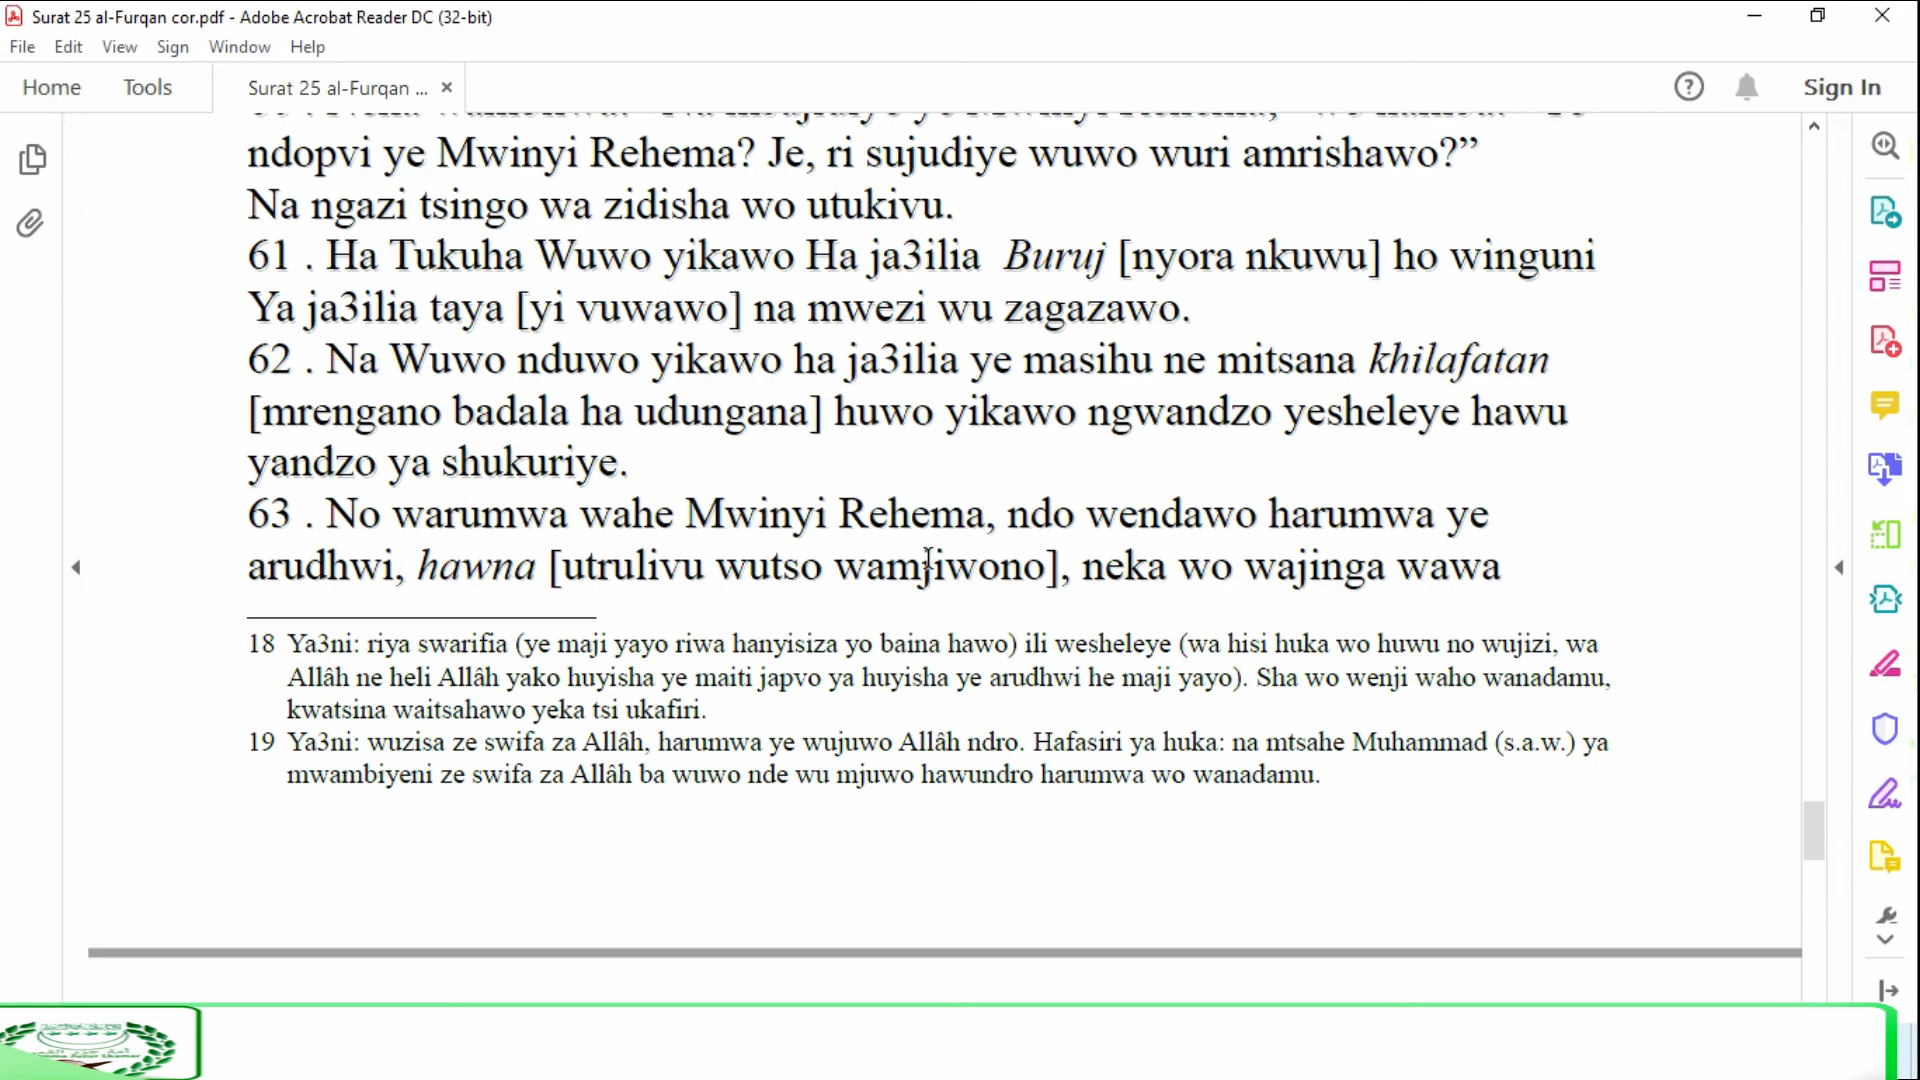 Surat 25 al-Furqan cor.pdf - Adobe Acrobat Reader DC (32-bit)
File Edit View Sign Window Help
Home Tools Surat 25 al-Furqan ... × Sign In
ndopvi ye Mwinyi Rehema? Je, ri sujudiye wuwo wuri amrishawo?”
Na ngazi tsingo wa zidisha wo utukivu.
61 . Ha Tukuha Wuwo yikawo Ha ja3ilia Buruj [nyora nkuwu] ho winguni
Ya ja3ilia taya [yi vuwawo] na mwezi wu zagazawo.
62 . Na Wuwo nduwo yikawo ha ja3ilia ye masihu ne mitsana khilafatan
[mrengano badala ha udungana] huwo yikawo ngwandzo yesheleye hawu
yandzo ya shukuriye.
63 . No warumwa wahe Mwinyi Rehema, ndo wendawo harumwa ye
arudhwi, hawna [utrulivu wutso wamjiwono], neka wo wajinga wawa
18 Ya3ni: riya swarifia (ye maji yayo riwa hanyisiza yo baina hawo) ili wesheleye (wa hisi huka wo huwu no wujizi, wa
Allâh ne heli Allâh yako huyisha ye maiti japvo ya huyisha ye arudhwi he maji yayo). Sha wo wenji waho wanadamu,
kwatsina waitsahawo yeka tsi ukafiri.
19 Ya3ni: wuzisa ze swifa za Allâh, harumwa ye wujuwo Allâh ndro. Hafasiri ya huka: na mtsahe Muhammad (s.a.w.) ya
mwambiyeni ze swifa za Allâh ba wuwo nde wu mjuwo hawundro harumwa wo wanadamu.